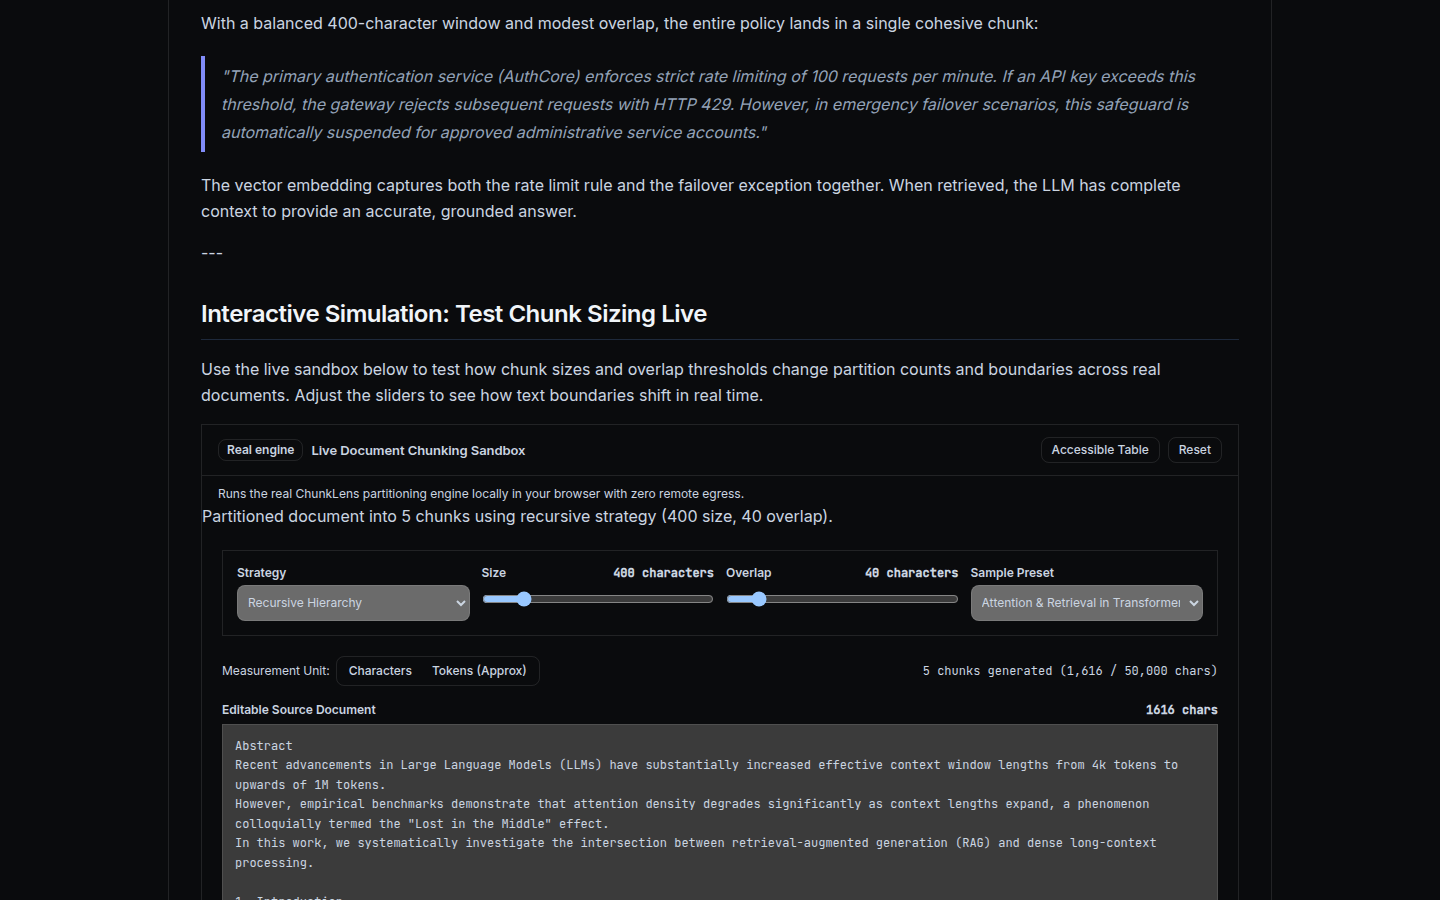 With a balanced 400-character window and modest overlap, the entire policy lands in a single cohesive chunk:
"The primary authentication service (AuthCore) enforces strict rate limiting of 100 requests per minute. If an API key exceeds this
threshold, the gateway rejects subsequent requests with HTTP 429. However, in emergency failover scenarios, this safeguard is
automatically suspended for approved administrative service accounts."
The vector embedding captures both the rate limit rule and the failover exception together. When retrieved, the LLM has complete
context to provide an accurate, grounded answer.
---
Interactive Simulation: Test Chunk Sizing Live
Use the live sandbox below to test how chunk sizes and overlap thresholds change partition counts and boundaries across real
documents. Adjust the sliders to see how text boundaries shift in real time.
Real engine Live Document Chunking Sandbox Accessible Table Reset
Runs the real ChunkLens partitioning engine locally in your browser with zero remote egress.
Partitioned document into 5 chunks using recursive strategy (400 size, 40 overlap).
Strategy Size 400 characters Overlap 40 characters Sample Preset
Recursive Hierarchy Attention & Retrieval in Transformer
Measurement Unit: Characters Tokens (Approx) 5 chunks generated (1,616 / 50,000 chars)
Editable Source Document 1616 chars
Abstract
Recent advancements in Large Language Models (LLMs) have substantially increased effective context window lengths from 4k tokens to
upwards of 1M tokens.
However, empirical benchmarks demonstrate that attention density degrades significantly as context lengths expand, a phenomenon
colloquially termed the "Lost in the Middle" effect.
In this work, we systematically investigate the intersection between retrieval-augmented generation (RAG) and dense long-context
processing.
1. Introduction